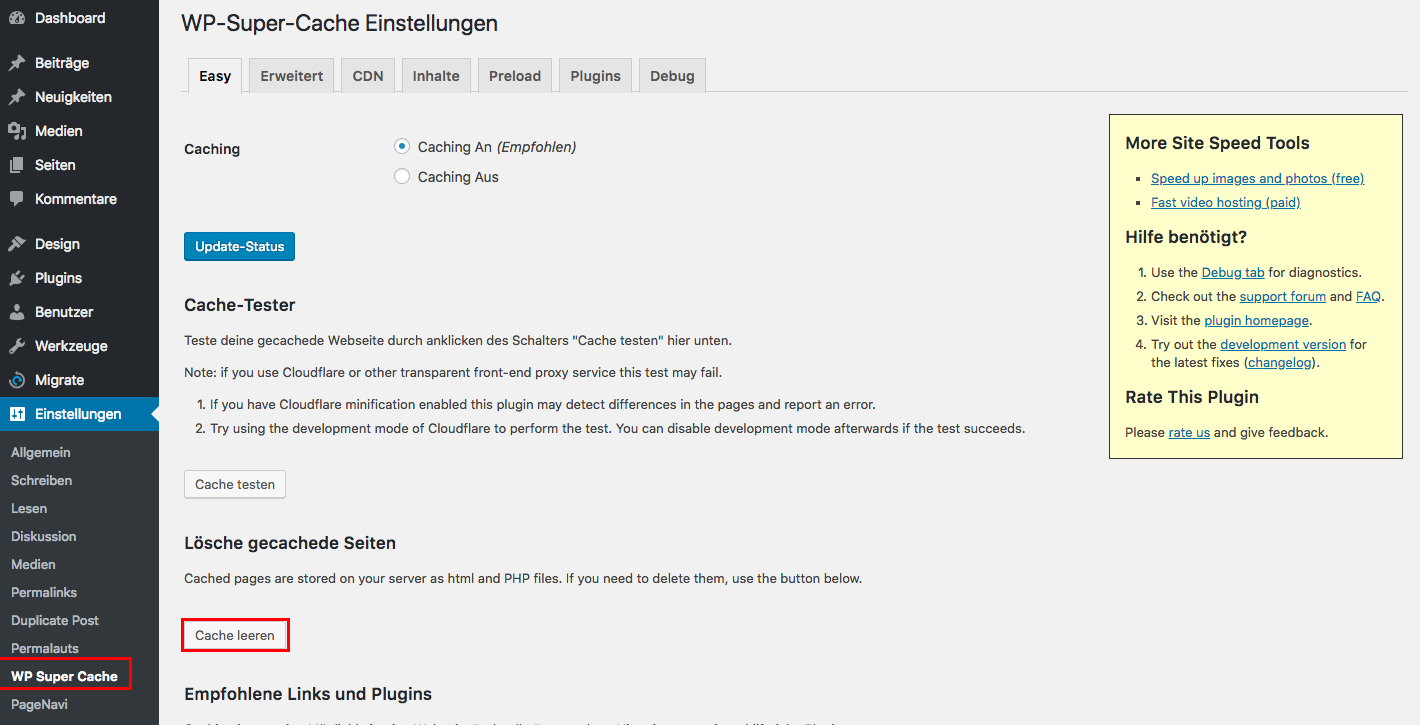 Dashboard
Beiträge
Neuigkeiten
Medien
Seiten
Kommentare
Design
Plugins
Benutzer
Werkzeuge
Migrate
Einstellungen
Allgemein
Schreiben
Lesen
Diskussion
Medien
Permalinks
Duplicate Post
Permalauts
WP Super Cache
PageNavi
WP-Super-Cache Einstellungen
Easy
Erweitert
CDN
Inhalte
Preload
Plugins
Debug
Caching
Caching An (Empfohlen)
Caching Aus
Update-Status
Cache-Tester
Teste deine gecachede Webseite durch anklicken des Schalters "Cache testen" hier unten.
Note: if you use Cloudflare or other transparent front-end proxy service this test may fail.
1. If you have Cloudflare minification enabled this plugin may detect differences in the pages and report an error.
2. Try using the development mode of Cloudflare to perform the test. You can disable development mode afterwards if the test succeeds.
Cache testen
Lösche gecachede Seiten
Cached pages are stored on your server as html and PHP files. If you need to delete them, use the button below.
Cache leeren
Empfohlene Links und Plugins
More Site Speed Tools
Speed up images and photos (free)
Fast video hosting (paid)
Hilfe benötigt?
1. Use the Debug tab for diagnostics.
2. Check out the support forum and FAQ.
3. Visit the plugin homepage.
4. Try out the development version for
the latest fixes (changelog).
Rate This Plugin
Please rate us and give feedback.